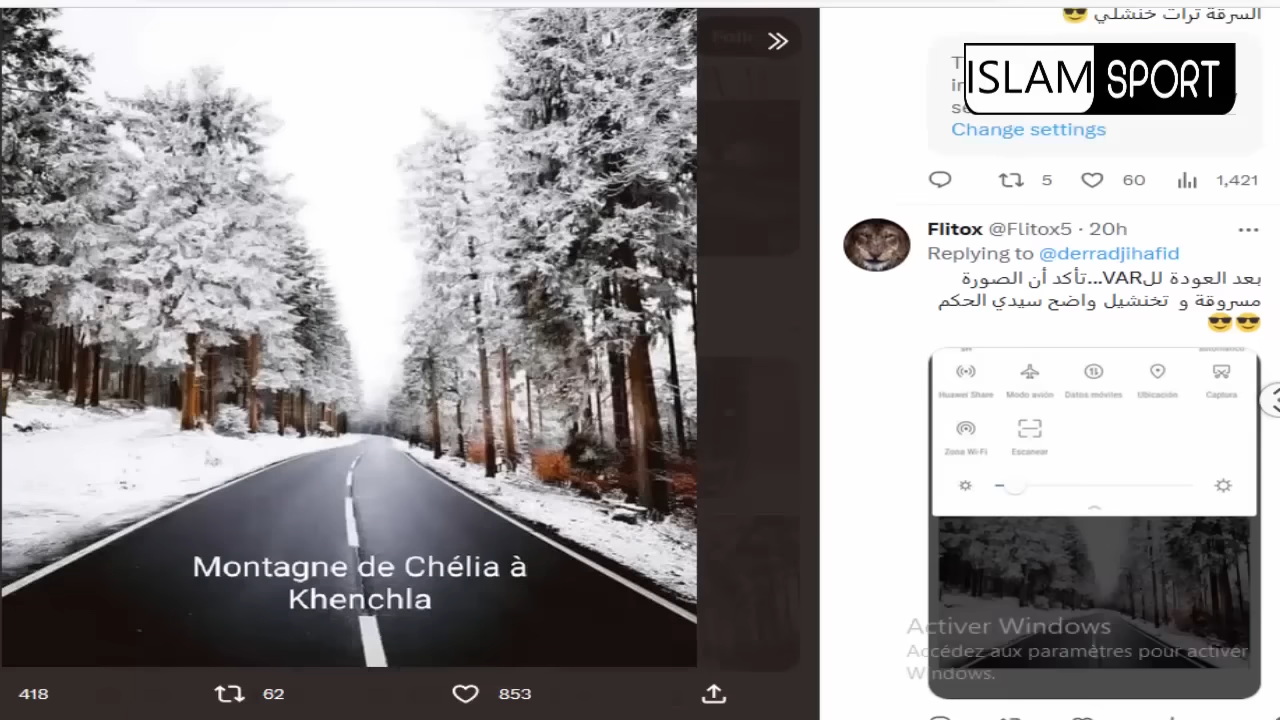 Montagne de Chélia à
Khenchla
418
62
853
السرقة تراث خنشلي 😎
ISLAM SPORT
Change settings
5
60
1,421
Flitox @Flitox5 · 20h
Replying to @derradjihafid
بعد العودة للVAR...تأكد أن الصورة
مسروقة و تخنشيل واضح سيدي الحكم
😎😎
Huawei Share
Modo avión
Datos móviles
Ubicación
Captura
Zona Wi-Fi
Escanear
Activer Windows
Accédez aux paramètres pour activer
Windows.